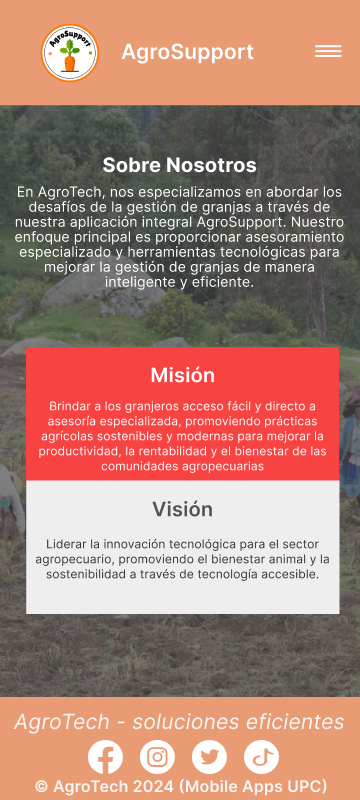 AgroSupport
AgroSupport
Sobre Nosotros
En AgroTech, nos especializamos en abordar los
desafíos de la gestión de granjas a través de
nuestra aplicación integral AgroSupport. Nuestro
enfoque principal es proporcionar asesoramiento
especializado y herramientas tecnológicas para
mejorar la gestión de granjas de manera
inteligente y eficiente.
Misión
Brindar a los granjeros acceso fácil y directo a
asesoría especializada, promoviendo prácticas
agrícolas sostenibles y modernas para mejorar la
productividad, la rentabilidad y el bienestar de las
comunidades agropecuarias
Visión
Liderar la innovación tecnológica para el sector
agropecuario, promoviendo el bienestar animal y la
sostenibilidad a través de tecnología accesible.
AgroTech - soluciones eficientes
© AgroTech 2024 (Mobile Apps UPC)